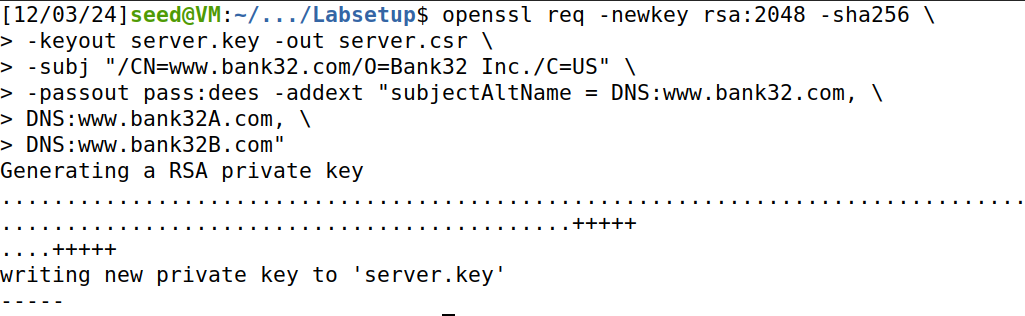 [12/03/24]seed@VM:~/.../Labsetup$ openssl req -newkey rsa:2048 -sha256 \
> -keyout server.key -out server.csr \
> -subj "/CN=www.bank32.com/O=Bank32 Inc./C=US" \
> -passout pass:dees -addext "subjectAltName = DNS:www.bank32.com, \
> DNS:www.bank32A.com, \
> DNS:www.bank32B.com"
Generating a RSA private key
...............................................................................
............................................+++++
....+++++
writing new private key to 'server.key'
-----